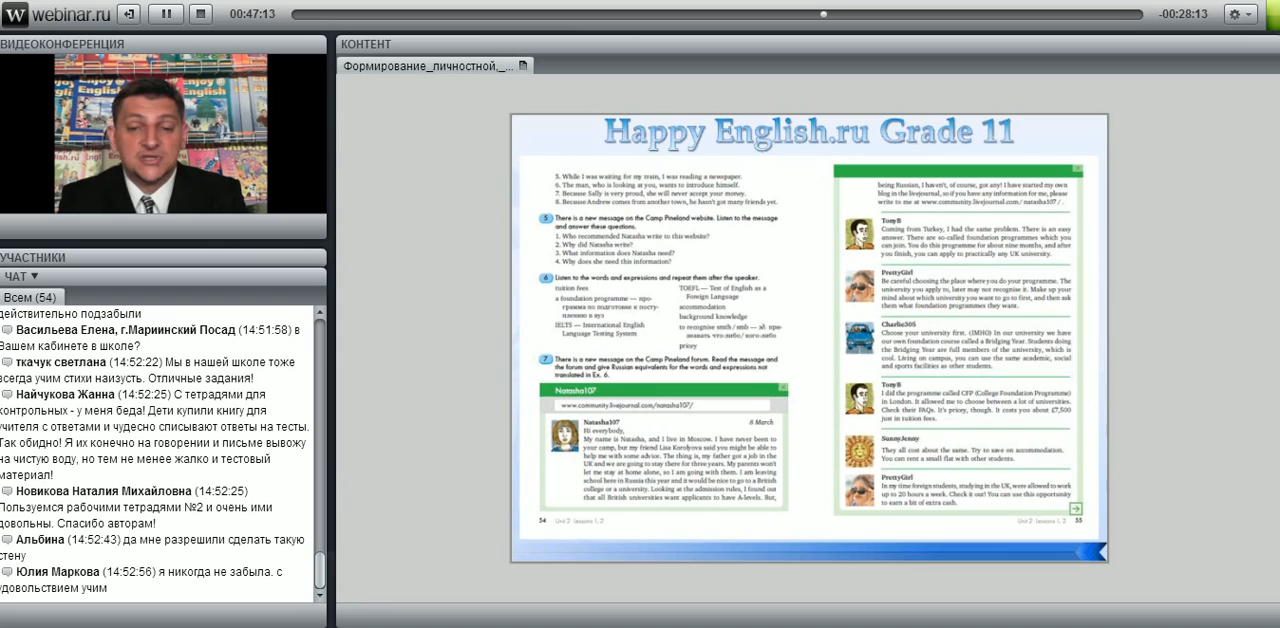 W webinar.ru
00:47:13
-00:28:13
ВИДЕОКОНФЕРЕНЦИЯ
Enjoy
English
УЧАСТНИКИ
ЧАТ
Всем (54)
действительно подзабыли
Васильева Елена, г.Мариинский Посад (14:51:58) в
Вашем кабинете в школе?
ткачук светлана (14:52:22) Мы в нашей школе тоже
всегда учим стихи наизусть. Отличные задания!
Найчукова Жанна (14:52:25) С тетрадями для
контрольных - у меня беда! Дети купили книгу для
учителя с ответами и чудесно списывают ответы на тесты.
Так обидно! Я их конечно на говорении и письме вывожу
на чистую воду, но тем не менее жалко и тестовый
материал!
Новикова Наталия Михайловна (14:52:25)
Пользуемся рабочими тетрадями №2 и очень ими
довольны. Спасибо авторам!
Альбина (14:52:43) да мне разрешили сделать такую
стену
Юлия Маркова (14:52:56) я никогда не забыла. с
удовольствием учим
КОНТЕНТ
Формирование_личностной,_...
Happy English.ru Grade 11
5. While I was waiting for my train, I was reading a newspaper.
6. The man, who is looking at you, wants to introduce himself.
7. Because Sally is very proud, she will never accept your money.
8. Because Andrew comes from another town, he hasn't got many friends yet.
5 There is a new message on the Camp Pineland website. Listen to the message
and answer these questions.
1. Who recommended Natasha write to this website?
2. Why did Natasha write?
3. What information does Natasha need?
4. Why does she need this information?
6 Listen to the words and expressions and repeat them after the speaker.
tuition fees
a foundation programme — про-
грамма по подготовке к посту-
плению в вуз
IELTS — International English
Language Testing System
TOEFL — Test of English as a
Foreign Language
accommodation
background knowledge
to recognise smth/smb — зд. при-
знавать что-либо/кого-либо
pricey
7 There is a new message on the Camp Pineland forum. Read the message and
the forum and give Russian equivalents for the words and expressions not
translated in Ex. 6.
Natasha107
www.community.livejournal.com/natasha107/
Natasha107 8 March
Hi everybody,
My name is Natasha, and I live in Moscow. I have never been to
your camp, but my friend Lisa Korolyova said you might be able to
help me with some advice. The thing is, my father got a job in the
UK and we are going to stay there for three years. My parents won't
let me stay at home alone, so I am going with them. I am leaving
school here in Russia this year and it would be nice to go to a British
college or a university. Looking at the admission rules, I found out
that all British universities want applicants to have A-levels. But,
54 Unit 2 lessons 1, 2
being Russian, I haven't, of course, got any! I have started my own
blog in the livejournal, so if you have any information for me, please
write to me at www.community.livejournal.com/natasha107/.
TonyB
Coming from Turkey, I had the same problem. There is an easy
answer. There are so-called foundation programmes which you
can join. You do this programme for about nine months, and after
you finish, you can apply to practically any UK university.
PrettyGirl
Be careful choosing the place where you do your programme. The
university you apply to, later may not recognise it. Make up your
mind about which university you want to go to first, and then ask
them what foundation programmes they want.
Charlie305
Choose your university first. (IMHO) In our university we have
our own foundation course called a Bridging Year. Students doing
the Bridging Year are full members of the university, which is
cool. Living on campus, you can use the same academic, social
and sports facilities as other students.
TonyB
I did the programme called CFP (College Foundation Programme)
in London. It allowed me to choose between a lot of universities.
Check their FAQs. It's pricey, though. It costs you about £7,500
just in tuition fees.
SunnyJenny
They all cost about the same. Try to save on accommodation.
You can rent a small flat with other students.
PrettyGirl
In my time foreign students, studying in the UK, were allowed to work
up to 20 hours a week. Check it out! You can use this opportunity
to earn a bit of extra cash.
Unit 2 lessons 1, 2 55